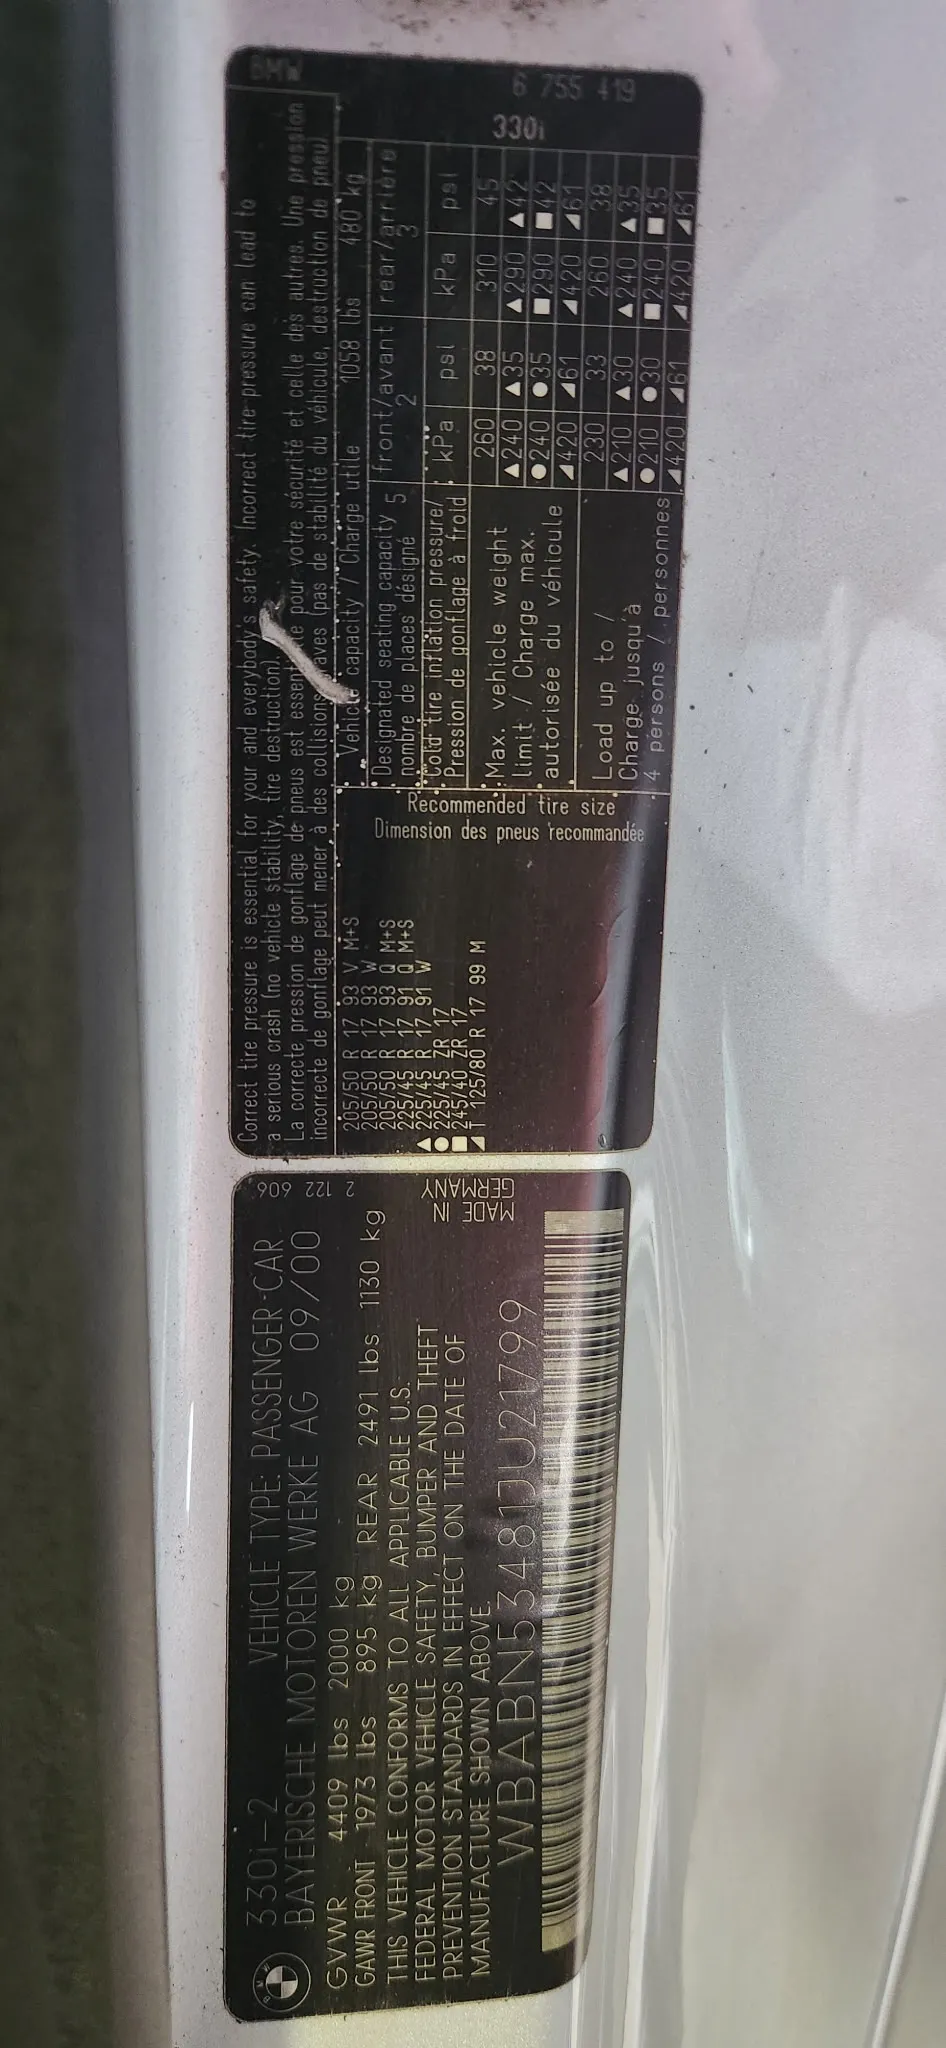 330i-2 VEHICLE TYPE: PASSENGER-CAR
BAYERISCHE MOTOREN WERKE AG 09/00
GVWR 4409 lbs 2000 kg
GAWR FRONT 1973 lbs 895 kg REAR 2491 lbs 1130 kg
THIS VEHICLE CONFORMS TO ALL APPLICABLE U.S.
FEDERAL MOTOR VEHICLE SAFETY, BUMPER AND THEFT
PREVENTION STANDARDS IN EFFECT ON THE DATE OF
MANUFACTURE SHOWN ABOVE.
WBABN53481JU21799
2 122 606
MADE IN
GERMANY
BMW
6 755 419
330i
Correct tire pressure is essential for your and everybody's safety. Incorrect tire pressure can lead to
a serious crash (no vehicle stability, tire destruction).
La correcte pression de gonflage de pneus est pour votre sécurité et celle des autres. Une pression
incorrecte de gonflage peut mener à des collisions (pas de stabilité du véhicule, destruction de pneu)
205/50 R 17 93 V M+S
205/50 R 17 93 W
205/50 R 17 93 Q M+S
225/45 R 17 91 Q M+S
▲ 225/45 R 17 91 W
● 225/45 ZR 17
■ 245/40 ZR 17
◢ T 125/80 R 17 99 M
Recommended tire size
Dimension des pneus recommandée
capacity / Charge utile 1058 lbs 480 kg
Designated seating capacity 5 front/avant rear/arrière
nombre de places désigné 2 3
Cold tire inflation pressure/
Pression de gonflage à froid kPa psi kPa psi
Max. vehicle weight 260 38 310 45
limit / Charge max. ▲240 ▲35 ▲290 ▲42
autorisée du véhicule ●240 ●35 ■290 ■42
◢420 ◢61 ◢420 ◢61
Load up to / 230 33 260 38
Charge jusqu'à ▲210 ▲30 ▲240 ▲35
4 persons / personnes ●210 ●30 ■240 ■35
◢420 ◢61 ◢420 ◢61